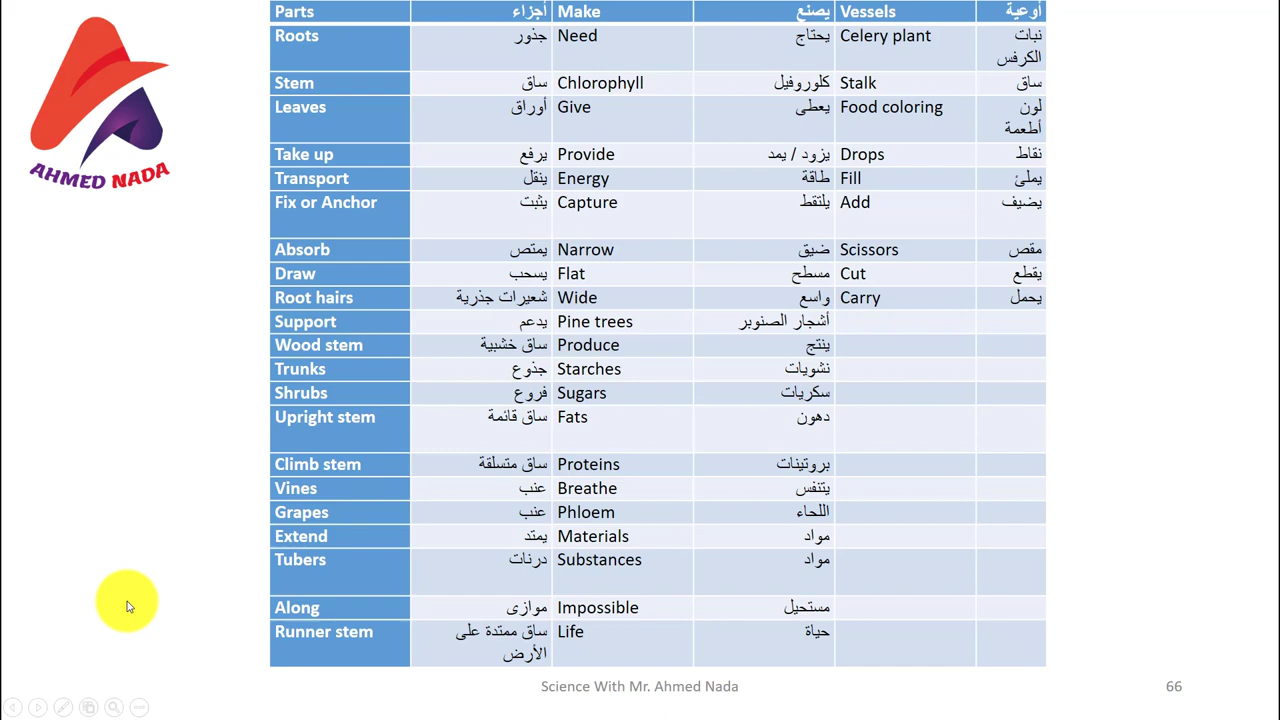 AHMED NADA
Parts أجزاء Make يصنع Vessels أوعية
Roots جذور Need يحتاج Celery plant نبات
الكرفس
Stem ساق Chlorophyll كلوروفيل Stalk ساق
Leaves أوراق Give يعطى Food coloring لون
أطعمة
Take up يرفع Provide يزود / يمد Drops نقاط
Transport ينقل Energy طاقة Fill يملئ
Fix or Anchor يثبت Capture يلتقط Add يضيف
Absorb يمتص Narrow ضيق Scissors مقص
Draw يسحب Flat مسطح Cut يقطع
Root hairs شعيرات جذرية Wide واسع Carry يحمل
Support يدعم Pine trees أشجار الصنوبر
Wood stem ساق خشبية Produce ينتج
Trunks جذوع Starches نشويات
Shrubs فروع Sugars سكريات
Upright stem ساق قائمة Fats دهون
Climb stem ساق متسلقة Proteins بروتينات
Vines عنب Breathe يتنفس
Grapes عنب Phloem اللحاء
Extend يمتد Materials مواد
Tubers درنات Substances مواد
Along موازى Impossible مستحيل
Runner stem ساق ممتدة على Life حياة
الأرض
Science With Mr. Ahmed Nada
66